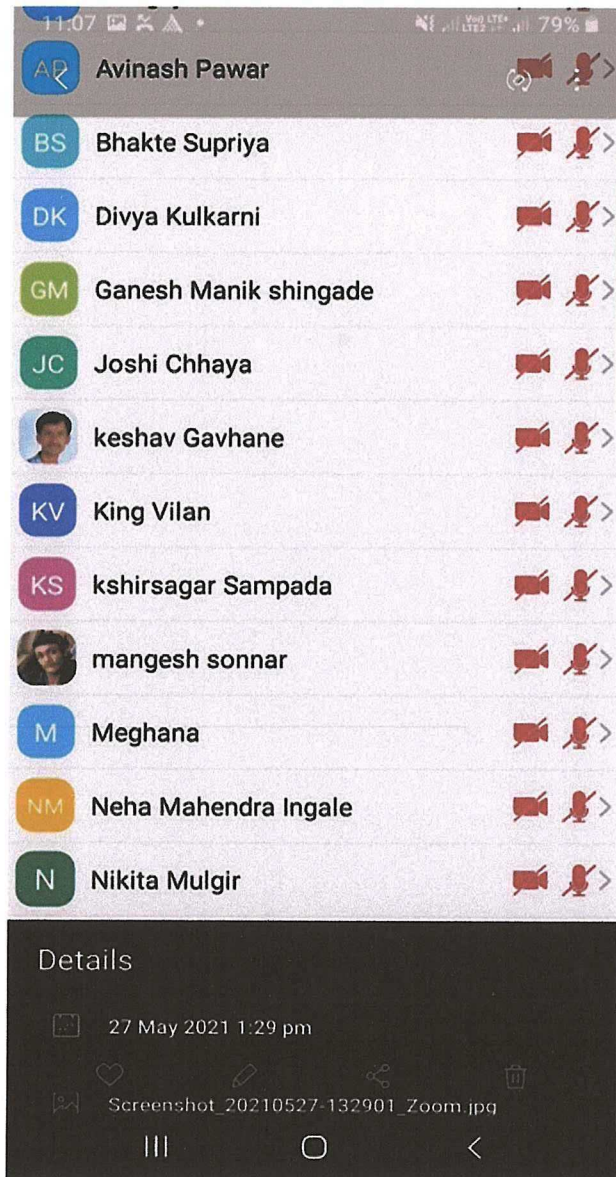 11:07 79%
AP Avinash Pawar
BS Bhakte Supriya
DK Divya Kulkarni
GM Ganesh Manik shingade
JC Joshi Chhaya
keshav Gavhane
KV King Vilan
KS kshirsagar Sampada
mangesh sonnar
M Meghana
NM Neha Mahendra Ingale
N Nikita Mulgir
Details
27 May 2021 1:29 pm
Screenshot_20210527-132901_Zoom.jpg